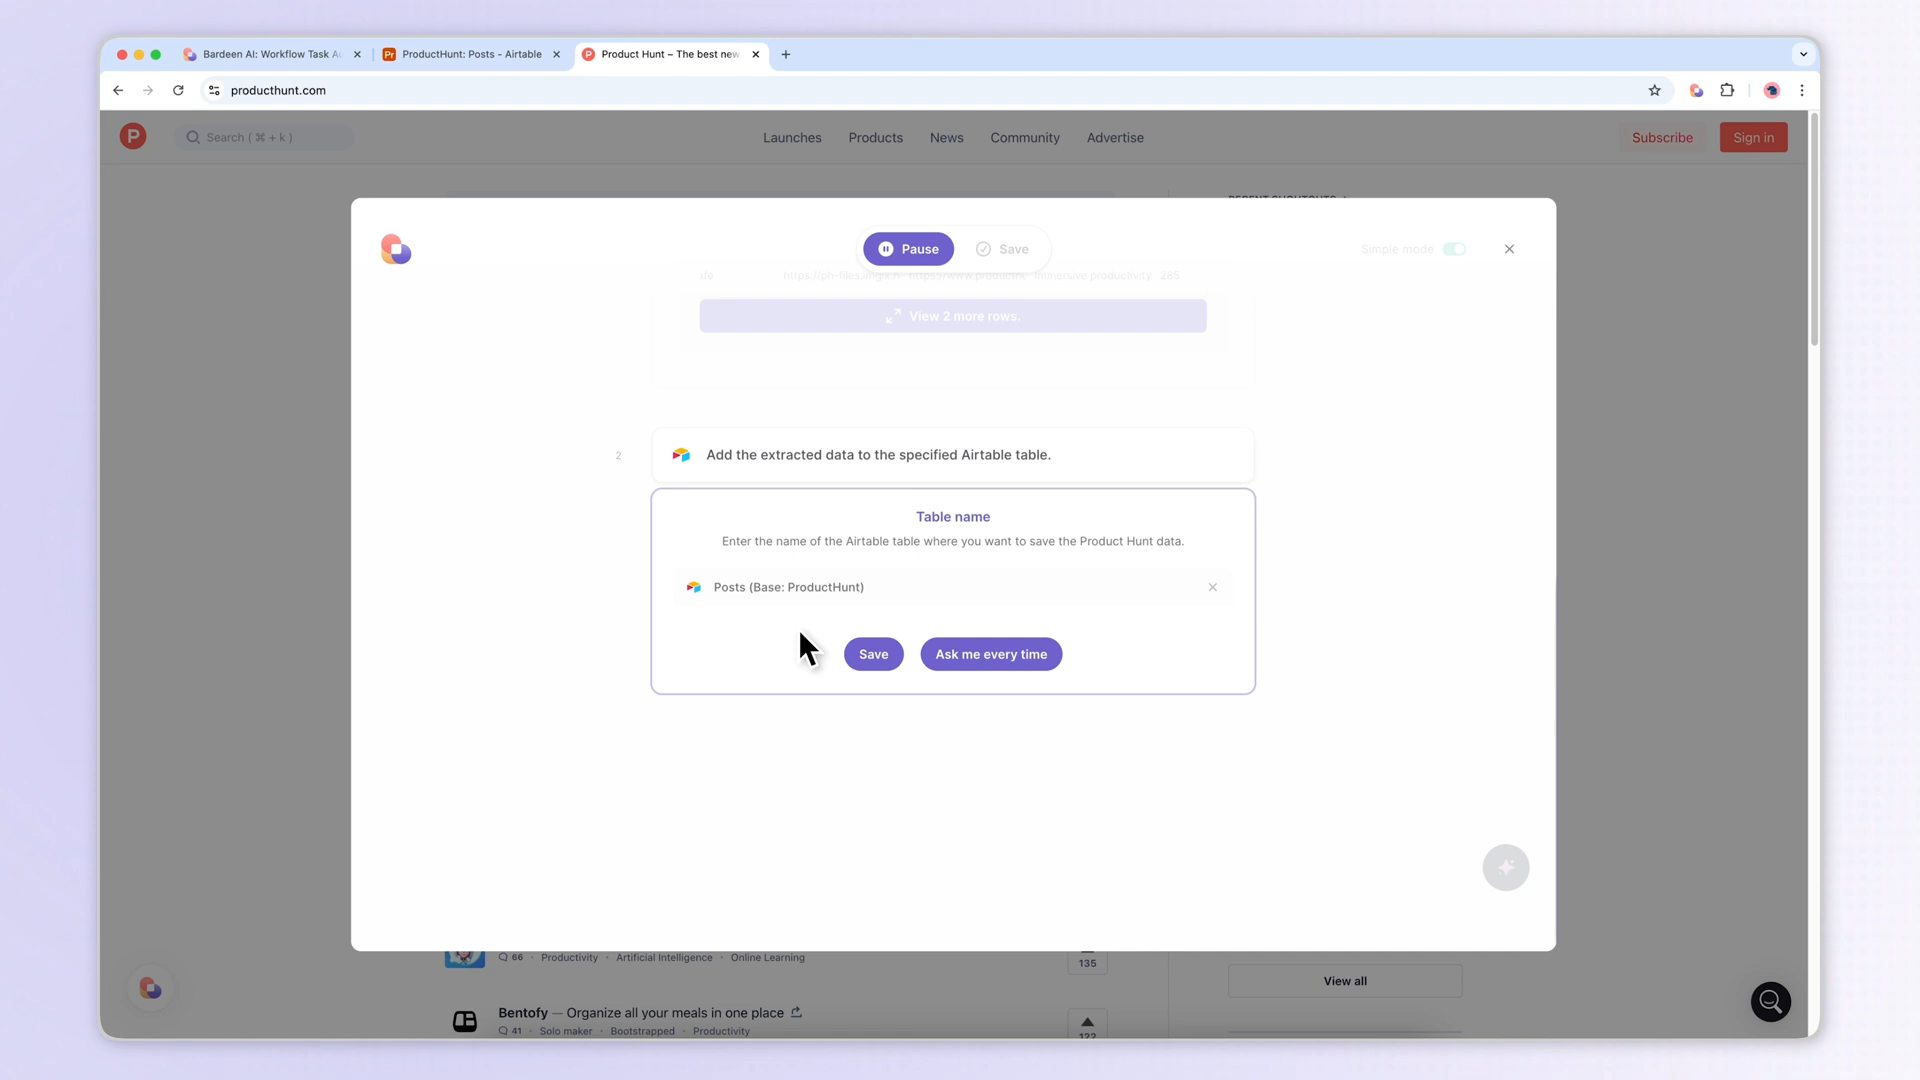 Bardeen AI: Workflow Task A
ProductHunt: Posts - Airtable
Product Hunt – The best new
producthunt.com
P
Search ( ⌘ + k )
Launches
Products
News
Community
Advertise
Subscribe
Sign in
Pause
Save
Simple mode
Immersive productivity 285
View 2 more rows.
2
Add the extracted data to the specified Airtable table.
Table name
Enter the name of the Airtable table where you want to save the Product Hunt data.
Posts (Base: ProductHunt)
Save
Ask me every time
66 · Productivity · Artificial Intelligence · Online Learning
135
View all
Bentofy — Organize all your meals in one place
41 · Solo maker · Bootstrapped · Productivity
122